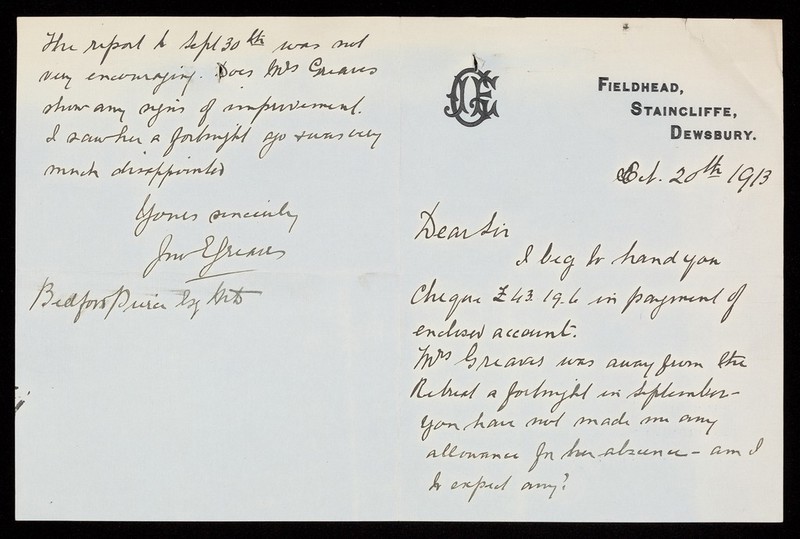 FIELDHEAD,
STAINCLIFFE,
DEWSBURY.
Oct. 20th 1913
Dear Sir
I beg to hand you
Cheque £43.19.6 in payment of
enclosed account.
Mrs Greaves was away from the
Retreat a fortnight in September -
You have not made me any
allowance for her absence - am I
to expect any?
The report to Sept 30th was not
very encouraging. Does Mrs Greaves
show any signs of improvement.
I saw her a fortnight ago & was very
much disappointed
Yours sincerely
Jno E Greaves
Bedford Pierce Esq MD